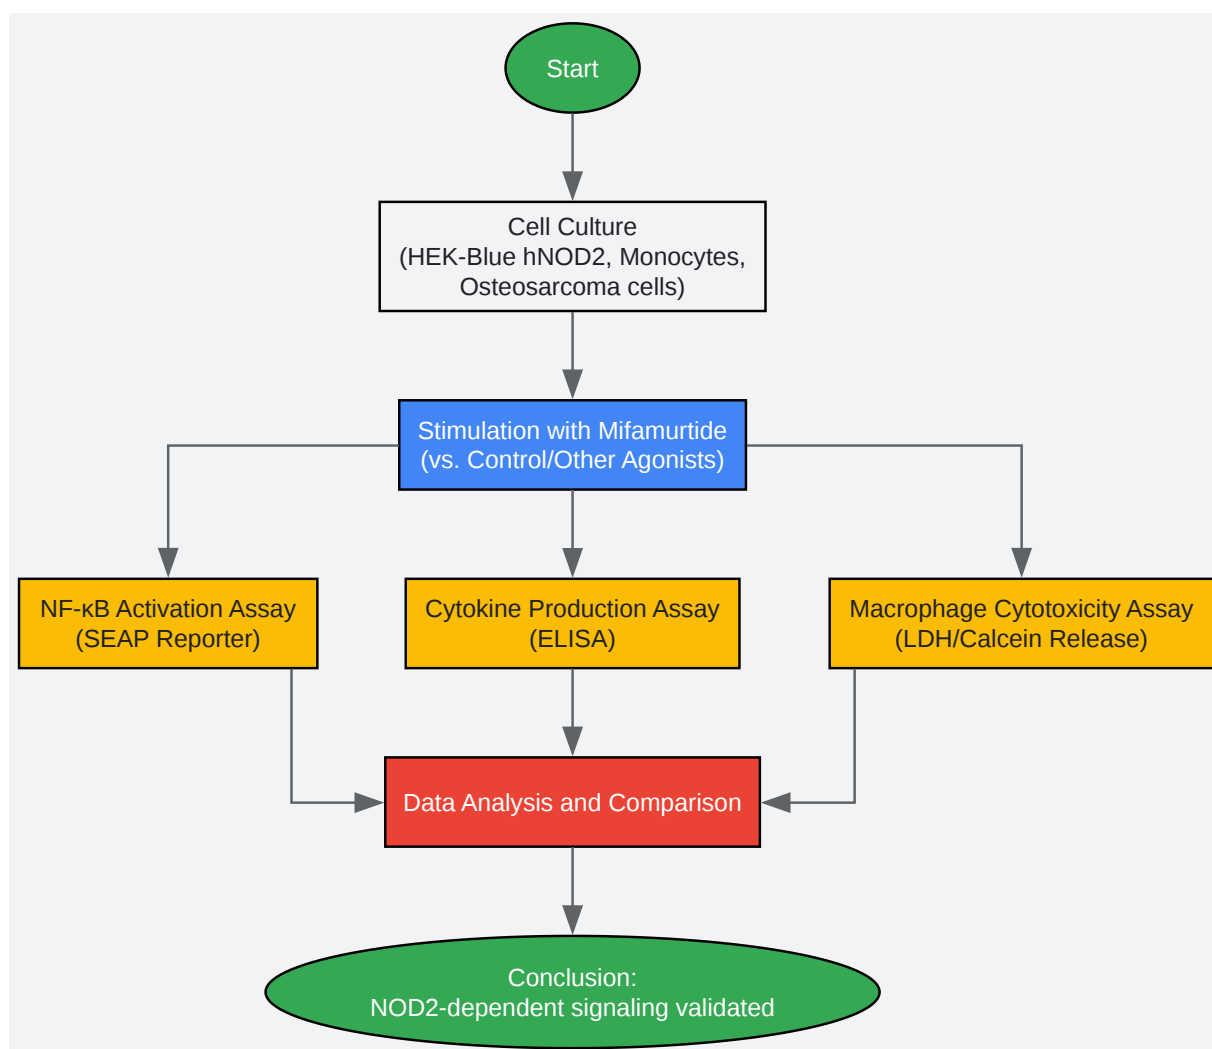 Start
Cell Culture
(HEK-Blue hNOD2, Monocytes,
Osteosarcoma cells)
Stimulation with Mifamurtide
(vs. Control/Other Agonists)
NF-κB Activation Assay
(SEAP Reporter)
Cytokine Production Assay
(ELISA)
Macrophage Cytotoxicity Assay
(LDH/Calcein Release)
Data Analysis and Comparison
Conclusion:
NOD2-dependent signaling validated